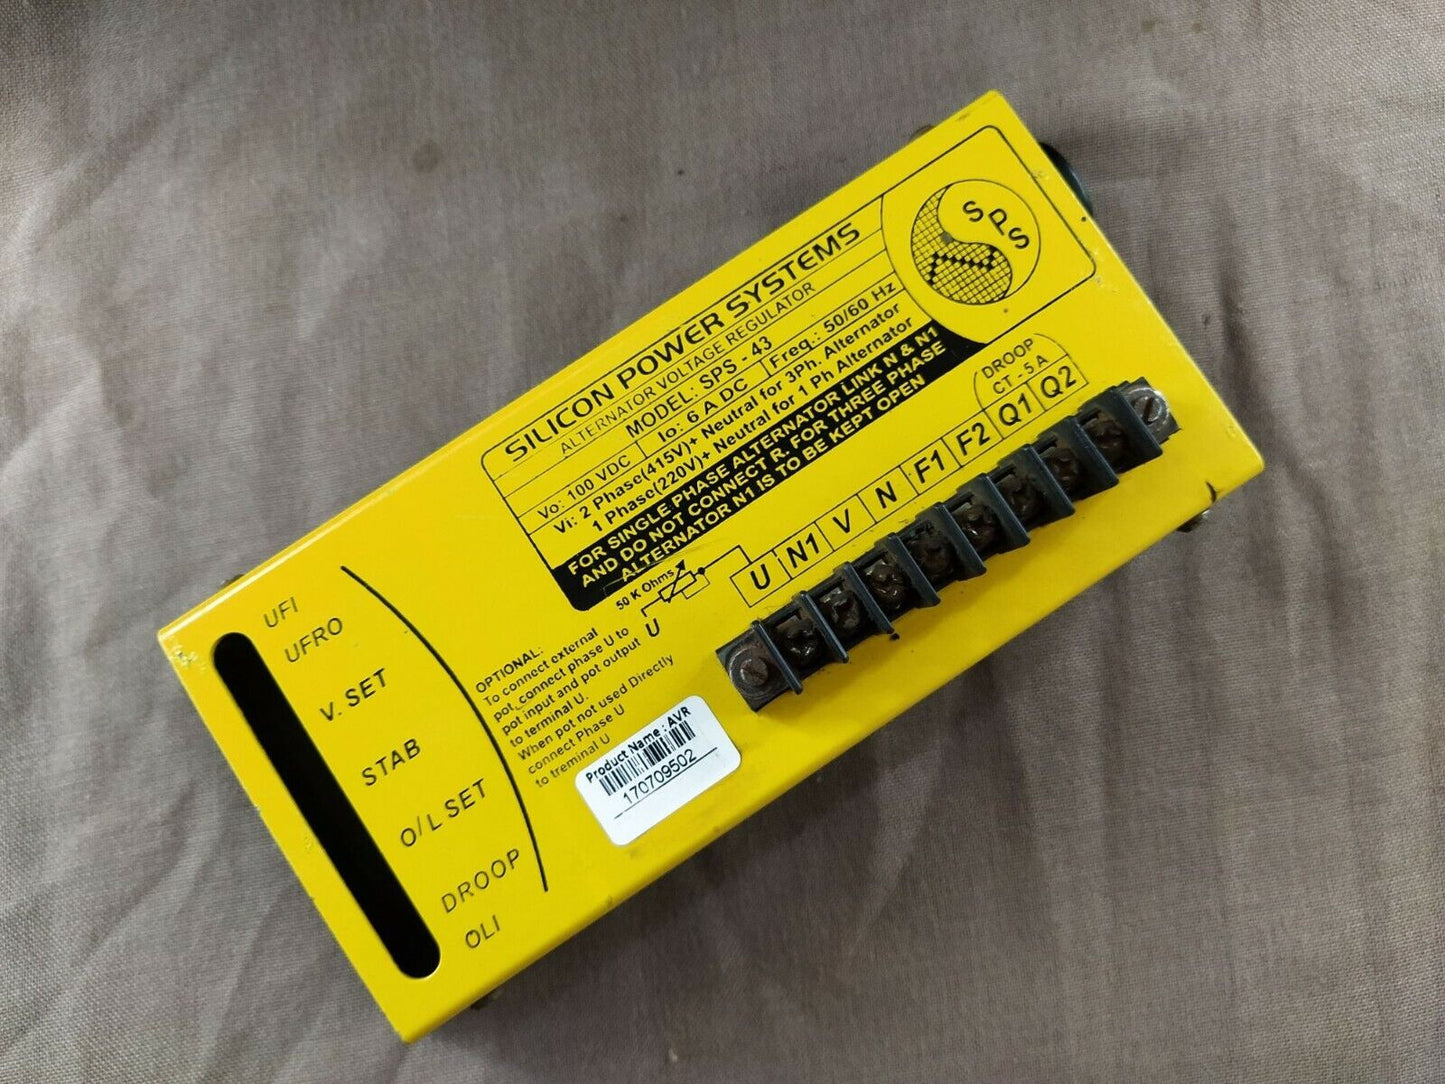 SILICON POWER SYSTEMS
ALTERNATOR VOLTAGE REGULATOR
MODEL: SPS - 43
Vo: 100 VDC Io: 6 A DC Freq.: 50/60 Hz
Vi: 2 Phase(415V)+ Neutral for 3Ph. Alternator
1 Phase(220V)+ Neutral for 1 Ph Alternator
FOR SINGLE PHASE ALTERNATOR LINK N & N1
AND DO NOT CONNECT R. FOR THREE PHASE
ALTERNATOR N1 IS TO BE KEPT OPEN
S P S
DROOP
CT - 5 A
U N1 V N F1 F2 Q1 Q2
50 K Ohms
U
OPTIONAL:
To connect external
pot, connect phase U to
pot input and pot output
to terminal U.
When pot not used Directly
connect Phase U
to treminal U
UFI
UFRO
V. SET
STAB
O/L SET
DROOP
OLI
Product Name : AVR
170709502